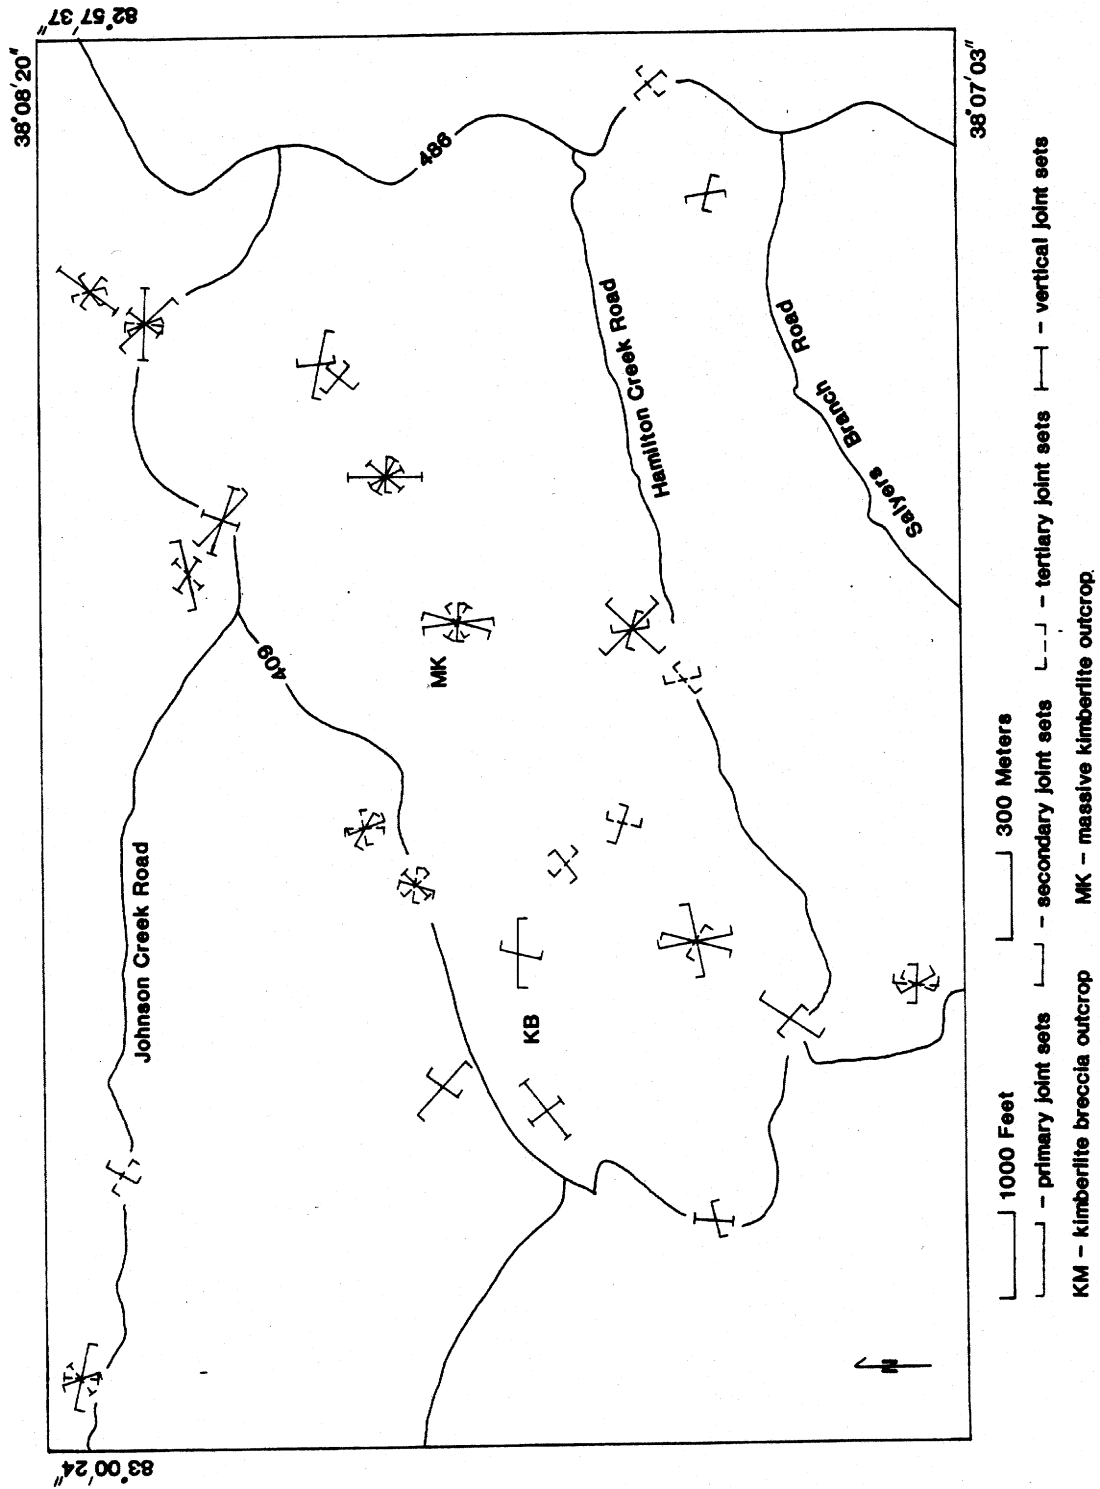 38°08'20"
82°57'37"
486
409
Johnson Creek Road
Hamilton Creek Road
Salyers Branch Road
MK
KB
N
83°00'24"
38°07'03"
1000 Feet 300 Meters
– primary joint sets – secondary joint sets – tertiary joint sets – vertical joint sets
KM – kimberlite breccia outcrop MK – massive kimberlite outcrop